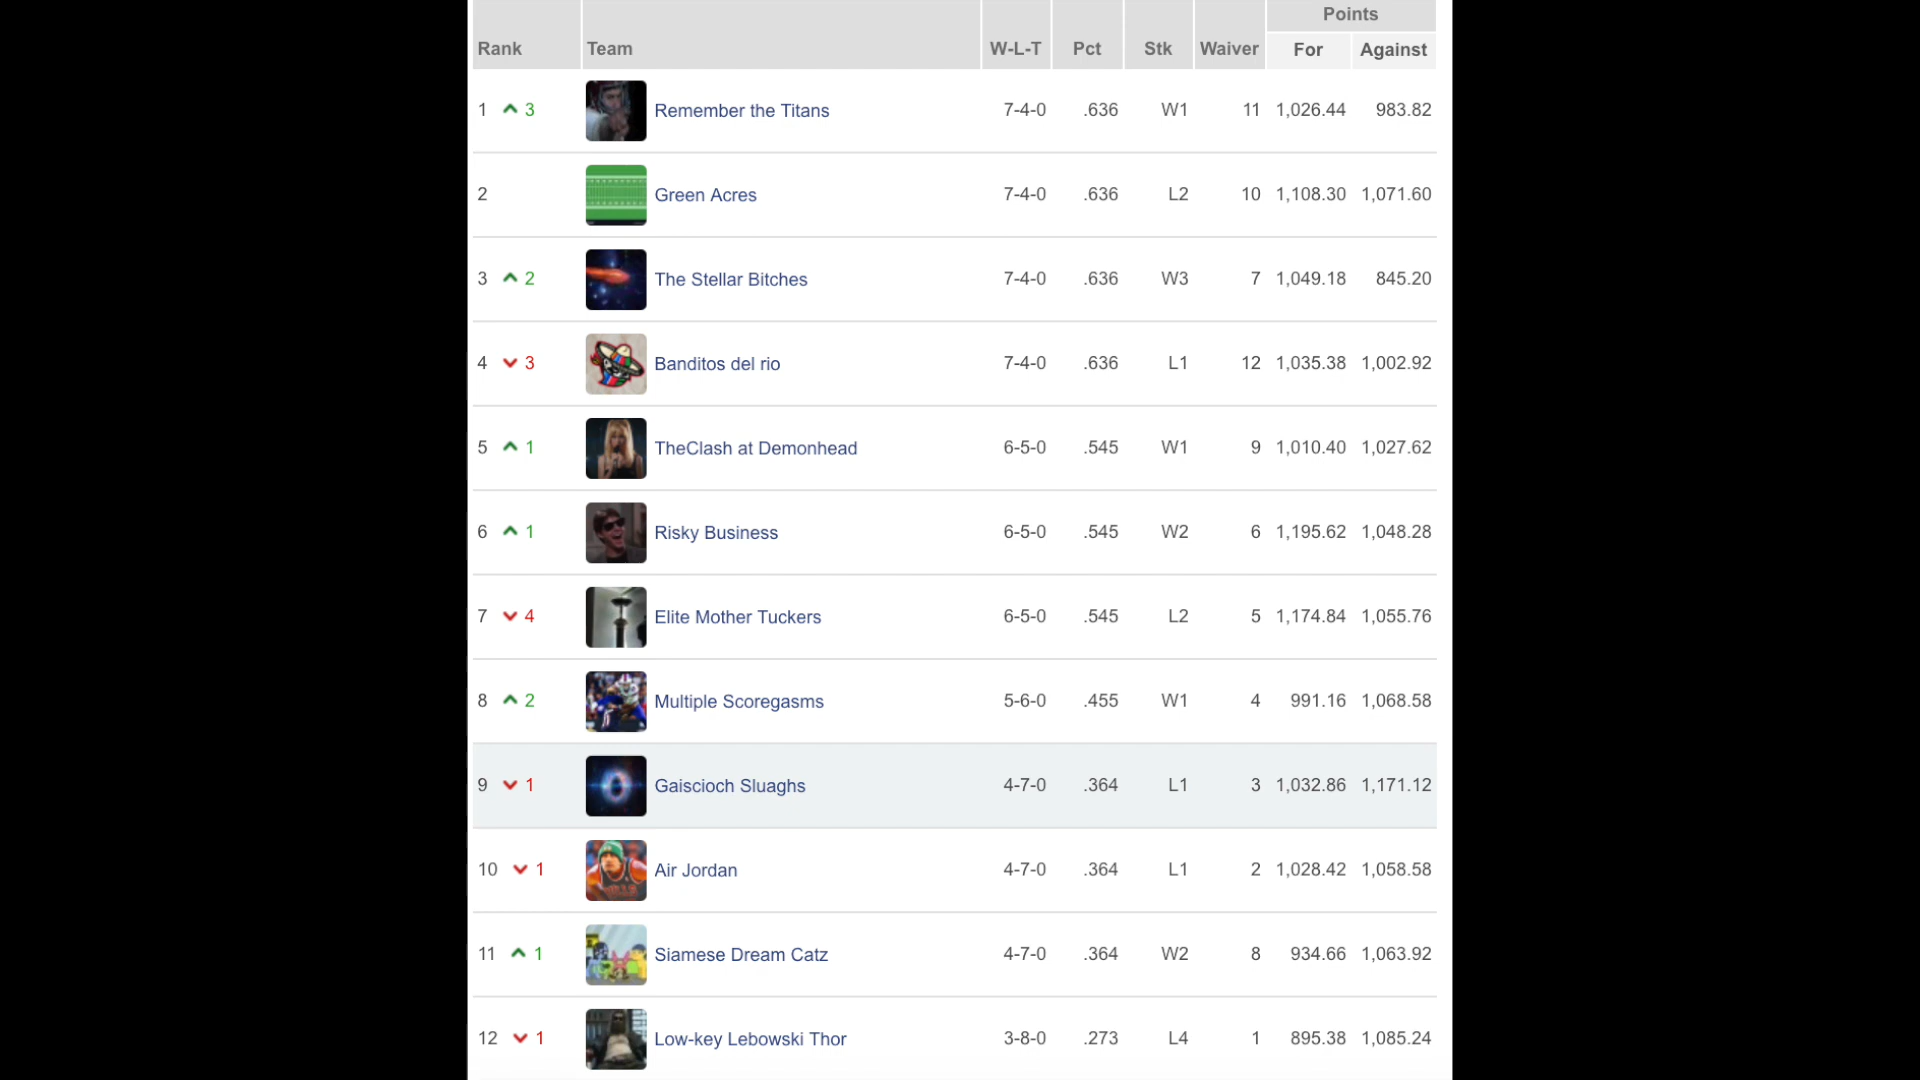 Points
Rank Team W-L-T Pct Stk Waiver For Against
1 3 Remember the Titans 7-4-0 .636 W1 11 1,026.44 983.82
2 Green Acres 7-4-0 .636 L2 10 1,108.30 1,071.60
3 2 The Stellar Bitches 7-4-0 .636 W3 7 1,049.18 845.20
4 3 Banditos del rio 7-4-0 .636 L1 12 1,035.38 1,002.92
5 1 TheClash at Demonhead 6-5-0 .545 W1 9 1,010.40 1,027.62
6 1 Risky Business 6-5-0 .545 W2 6 1,195.62 1,048.28
7 4 Elite Mother Tuckers 6-5-0 .545 L2 5 1,174.84 1,055.76
8 2 Multiple Scoregasms 5-6-0 .455 W1 4 991.16 1,068.58
9 1 Gaiscioch Sluaghs 4-7-0 .364 L1 3 1,032.86 1,171.12
10 1 Air Jordan 4-7-0 .364 L1 2 1,028.42 1,058.58
11 1 Siamese Dream Catz 4-7-0 .364 W2 8 934.66 1,063.92
12 1 Low-key Lebowski Thor 3-8-0 .273 L4 1 895.38 1,085.24